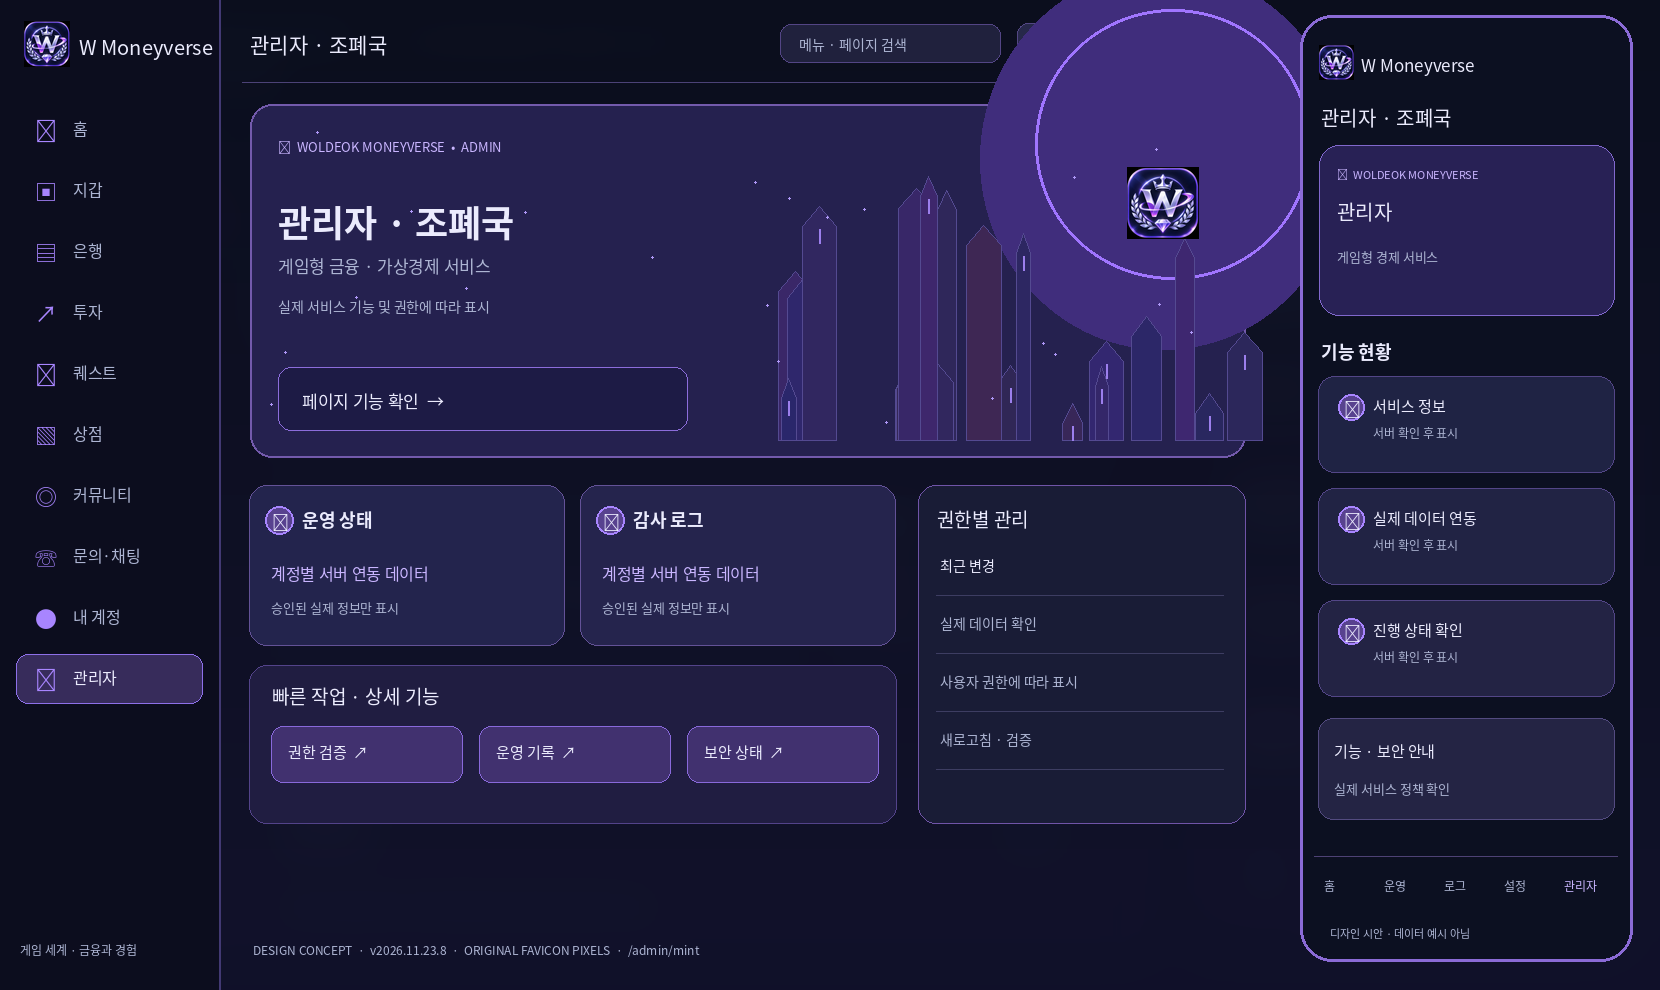 W Moneyverse
홈
지갑
은행
투자
퀘스트
상점
커뮤니티
문의·채팅
내 계정
관리자
게임 세계 · 금융과 경험
관리자 · 조폐국
메뉴 · 페이지 검색
WOLDEOK MONEYVERSE • ADMIN
관리자 · 조폐국
게임형 금융 · 가상경제 서비스
실제 서비스 기능 및 권한에 따라 표시
페이지 기능 확인 →
W
운영 상태
계정별 서버 연동 데이터
승인된 실제 정보만 표시
감사 로그
계정별 서버 연동 데이터
승인된 실제 정보만 표시
권한별 관리
최근 변경
실제 데이터 확인
사용자 권한에 따라 표시
새로고침 · 검증
빠른 작업 · 상세 기능
권한 검증 ↗
운영 기록 ↗
보안 상태 ↗
DESIGN CONCEPT · v2026.11.23.8 · ORIGINAL FAVICON PIXELS · /admin/mint
W Moneyverse
관리자 · 조폐국
WOLDEOK MONEYVERSE
관리자
게임형 경제 서비스
기능 현황
서비스 정보
서버 확인 후 표시
실제 데이터 연동
서버 확인 후 표시
진행 상태 확인
서버 확인 후 표시
기능 · 보안 안내
실제 서비스 정책 확인
홈 운영 로그 설정 관리자
디자인 시안 · 데이터 예시 아님